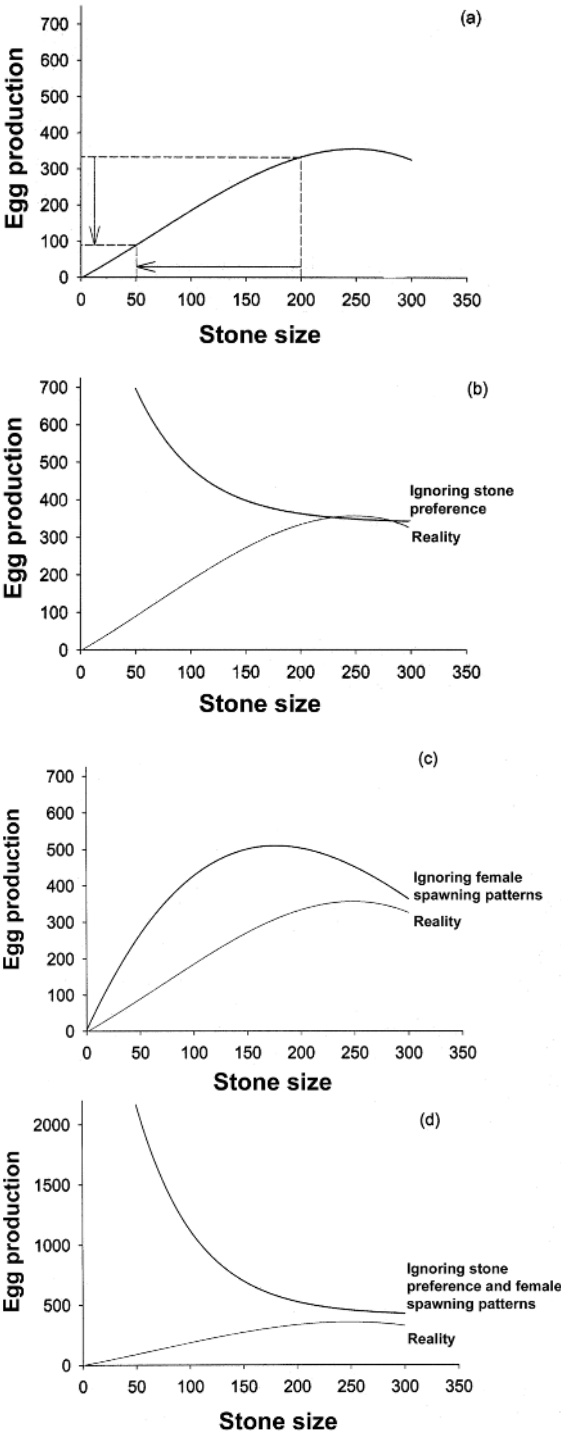 (a)
700
600
500
400
300
200
100
0
Egg production
0 50 100 150 200 250 300 350
Stone size
(b)
700
600
500
400
300
200
100
0
Egg production
Ignoring stone
preference
Reality
0 50 100 150 200 250 300 350
Stone size
(c)
700
600
500
400
300
200
100
0
Egg production
Ignoring female
spawning patterns
Reality
0 50 100 150 200 250 300 350
Stone size
(d)
2000
1500
1000
500
0
Egg production
Ignoring stone
preference and female
spawning patterns
Reality
0 50 100 150 200 250 300 350
Stone size